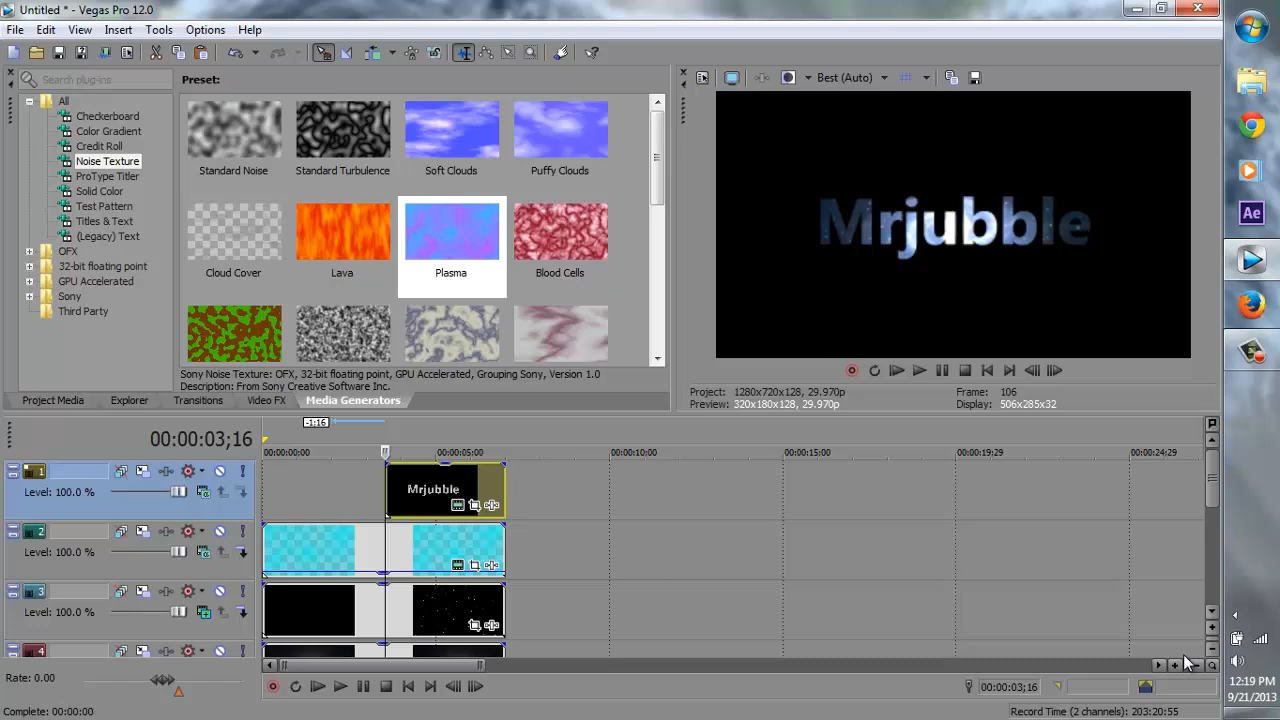 Untitled * - Vegas Pro 12.0
File Edit View Insert Tools Options Help
Search plug-ins
Preset:
Best (Auto)
All
Checkerboard
Color Gradient
Credit Roll
Noise Texture
ProType Titler
Solid Color
Test Pattern
Titles & Text
(Legacy) Text
OFX
32-bit floating point
GPU Accelerated
Sony
Third Party
Standard Noise Standard Turbulence Soft Clouds Puffy Clouds
Cloud Cover Lava Plasma Blood Cells
Sony Noise Texture: OFX, 32-bit floating point, GPU Accelerated, Grouping Sony, Version 1.0
Description: From Sony Creative Software Inc.
Project Media Explorer Transitions Video FX Media Generators
Mrjubble
Project: 1280x720x128, 29.970p Frame: 106
Preview: 320x180x128, 29.970p Display: 506x285x32
Ae
-1:16
00:00:03;16
00:00:00:00 00:00:05:00 00:00:10:00 00:00:15:00 00:00:19;29 00:00:24;29
1
Level: 100.0 %
Mrjubble
2
Level: 100.0 %
3
Level: 100.0 %
4
Rate: 0.00
00:00:03;16
Complete: 00:00:00
Record Time (2 channels): 203:20:55
12:19 PM
9/21/2013